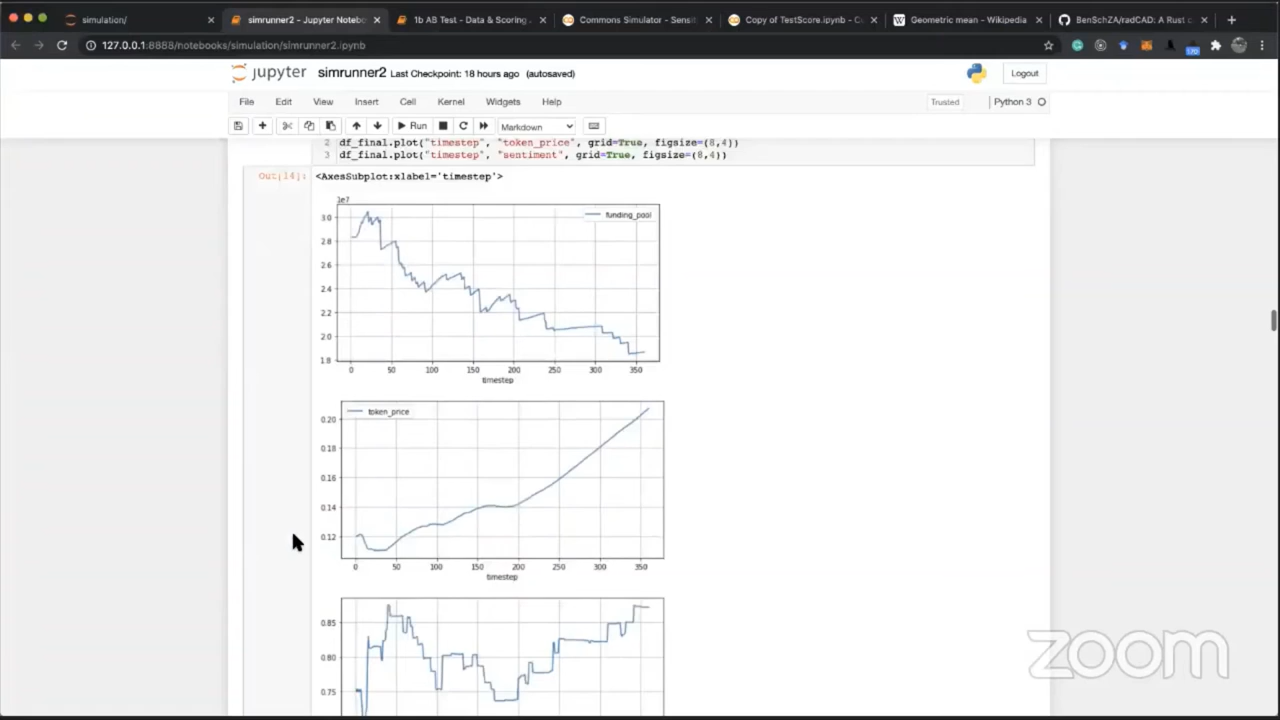 simulation/
simrunner2 - Jupyter Notebo
1b AB Test - Data & Scoring
Commons Simulator - Sensit
Copy of TestScore.ipynb - C
Geometric mean - Wikipedia
BenSchZA/radCAD: A Rust c
127.0.0.1:8888/notebooks/simulation/simrunner2.ipynb
jupyter simrunner2 Last Checkpoint: 18 hours ago (autosaved)
Logout
File Edit View Insert Cell Kernel Widgets Help
Trusted
Python 3
Run
Markdown
2 df_final.plot("timestep", "token_price", grid=True, figsize=(8,4))
3 df_final.plot("timestep", "sentiment", grid=True, figsize=(8,4))
Out[14]: <AxesSubplot:xlabel='timestep'>
1e7
funding_pool
3.0
2.8
2.6
2.4
2.2
2.0
1.8
0 50 100 150 200 250 300 350
timestep
token_price
0.20
0.18
0.16
0.14
0.12
0 50 100 150 200 250 300 350
timestep
0.85
0.80
0.75
zoom